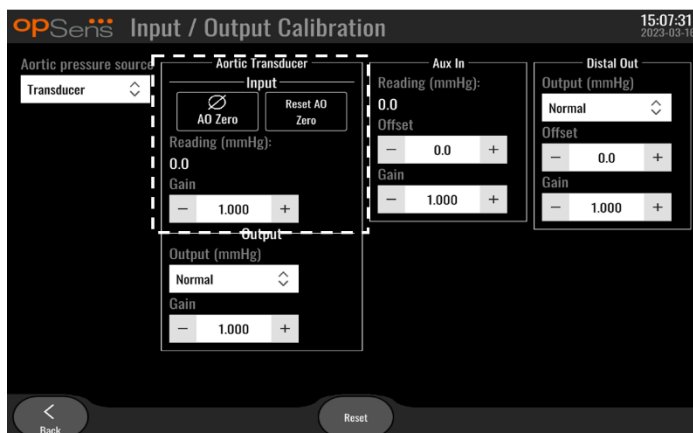 opSens Input / Output Calibration
15:07:31
2023-03-16
Aortic pressure source
Transducer
Aortic Transducer
Input
AO Zero
Reset AO
Zero
Reading (mmHg):
0.0
Gain
− 1.000 +
Output
Output (mmHg)
Normal
Gain
− 1.000 +
Aux In
Reading (mmHg):
0.0
Offset
− 0.0 +
Gain
− 1.000 +
Distal Out
Output (mmHg)
Normal
Offset
− 0.0 +
Gain
− 1.000 +
Back
Reset